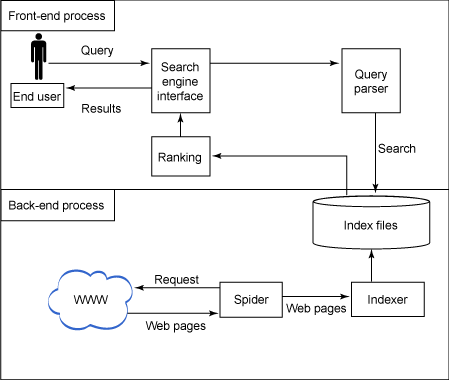 Front-end process
Query
End user
Results
Search
engine
interface
Query
parser
Ranking
Search
Back-end process
Index files
Request
WWW
Spider
Indexer
Web pages
Web pages